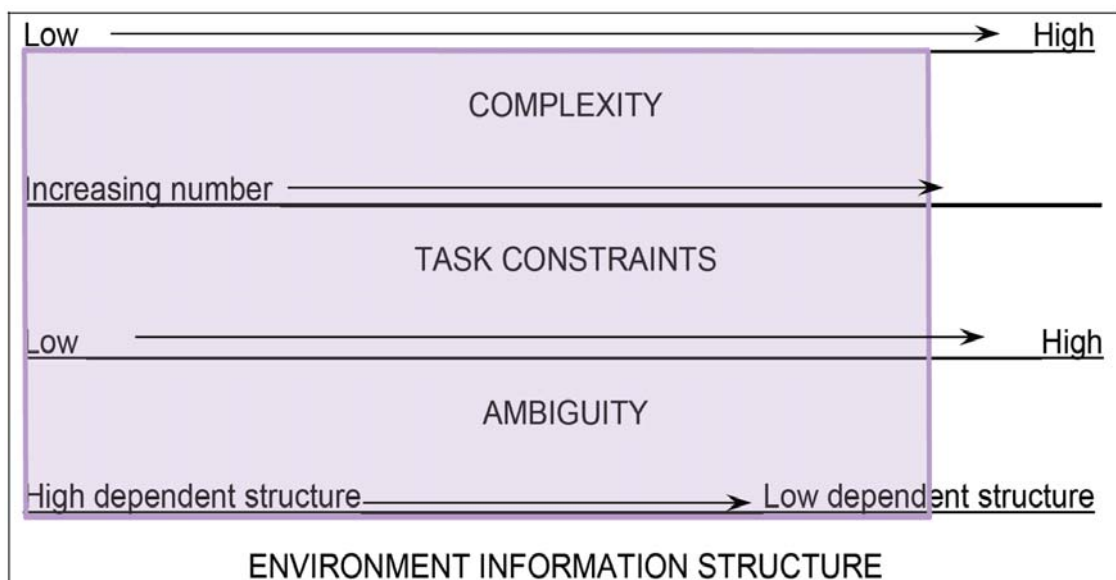 Low High
COMPLEXITY
Increasing number
TASK CONSTRAINTS
Low High
AMBIGUITY
High dependent structure Low dependent structure
ENVIRONMENT INFORMATION STRUCTURE